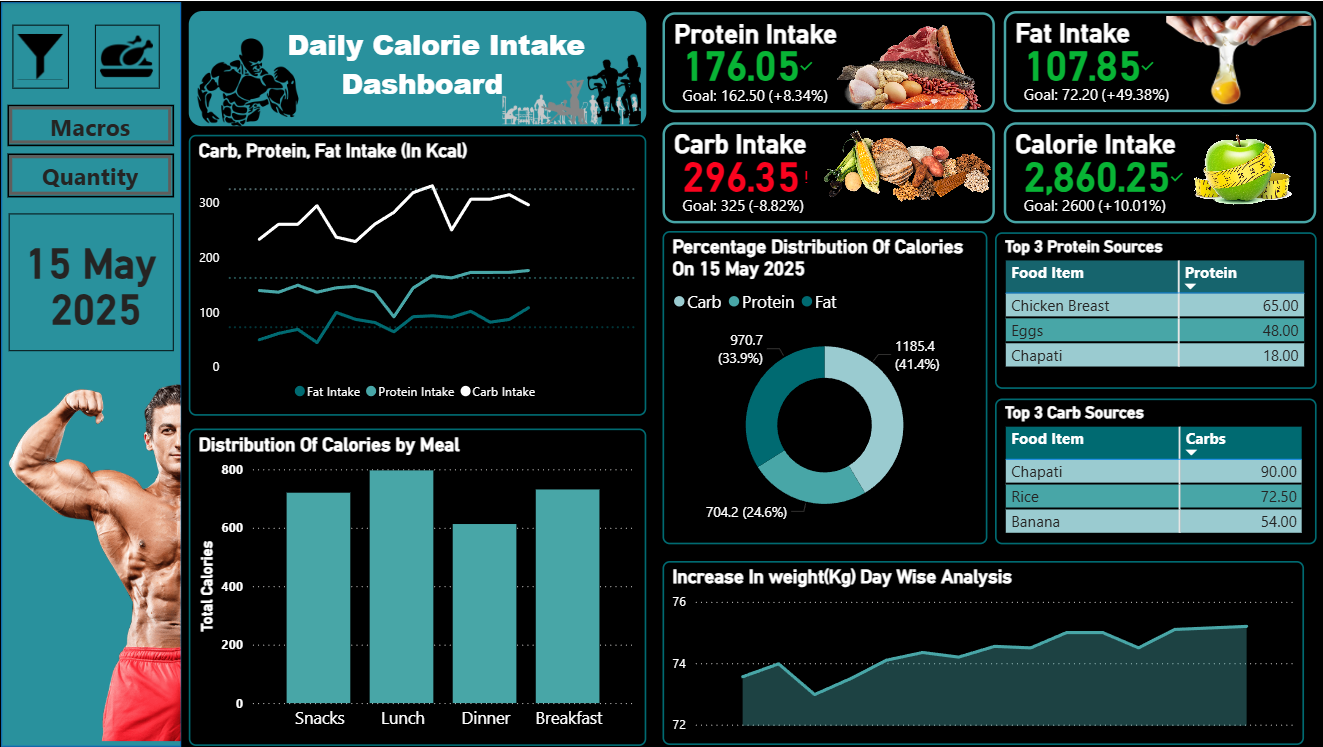 Macros
Quantity
15 May
2025
Daily Calorie Intake
Dashboard
Carb, Protein, Fat Intake (In Kcal)
300
200
100
0
Fat Intake
Protein Intake
Carb Intake
Distribution Of Calories by Meal
Total Calories
800
600
400
200
0
Snacks
Lunch
Dinner
Breakfast
Protein Intake
176.05
Goal: 162.50 (+8.34%)
Fat Intake
107.85
Goal: 72.20 (+49.38%)
Carb Intake
296.35!
Goal: 325 (-8.82%)
Calorie Intake
2,860.25
Goal: 2600 (+10.01%)
Percentage Distribution Of Calories
On 15 May 2025
Carb
Protein
Fat
970.7
(33.9%)
1185.4
(41.4%)
704.2 (24.6%)
Top 3 Protein Sources
Food Item Protein
Chicken Breast 65.00
Eggs 48.00
Chapati 18.00
Top 3 Carb Sources
Food Item Carbs
Chapati 90.00
Rice 72.50
Banana 54.00
Increase In weight(Kg) Day Wise Analysis
76
74
72